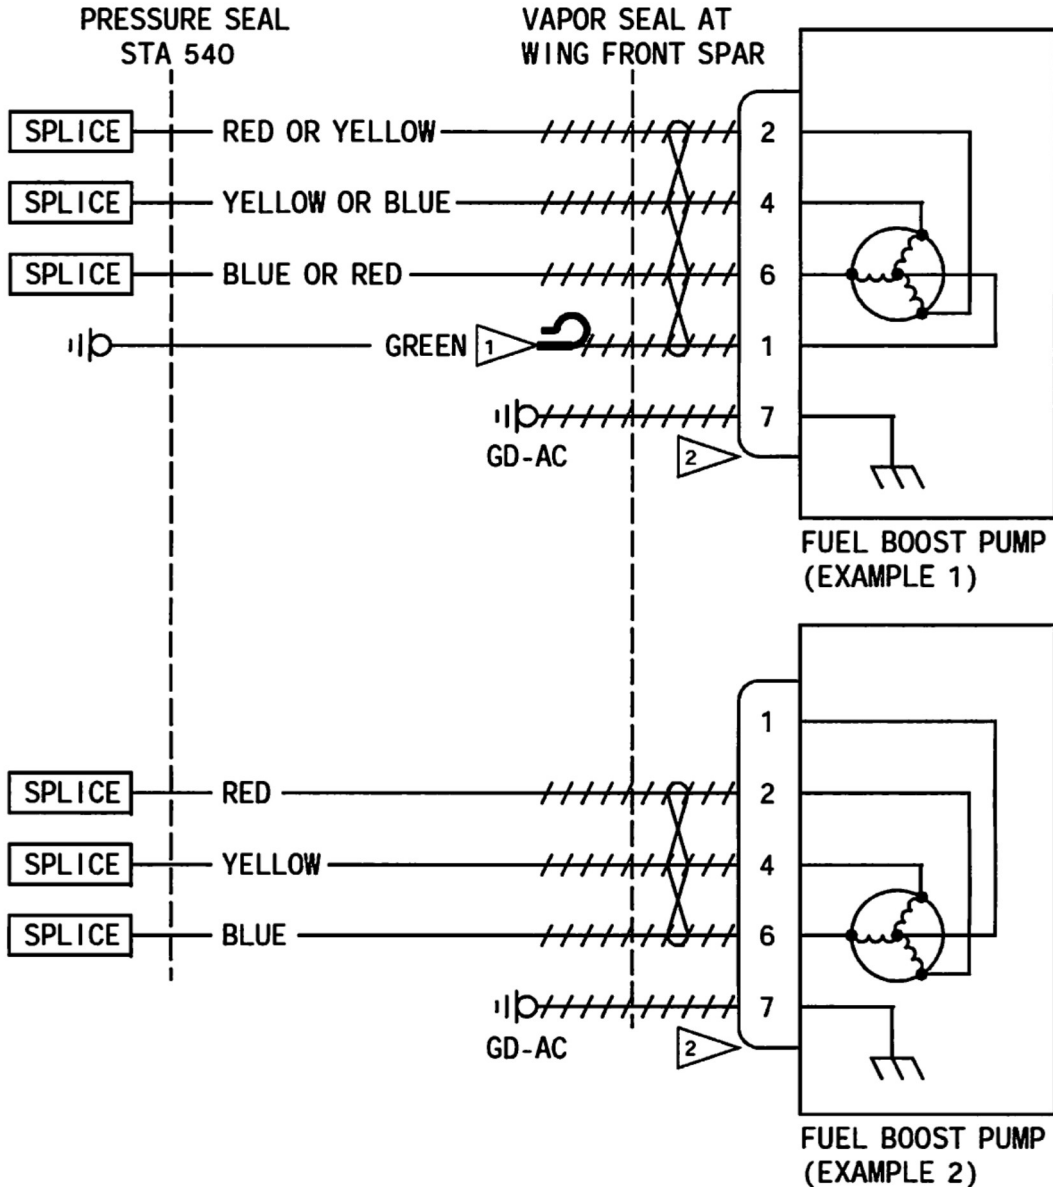 PRESSURE SEAL
STA 540
VAPOR SEAL AT
WING FRONT SPAR
SPLICE RED OR YELLOW 2
SPLICE YELLOW OR BLUE 4
SPLICE BLUE OR RED 6
GREEN 1 1
7
GD-AC 2
FUEL BOOST PUMP
(EXAMPLE 1)
1
SPLICE RED 2
SPLICE YELLOW 4
SPLICE BLUE 6
7
GD-AC 2
FUEL BOOST PUMP
(EXAMPLE 2)